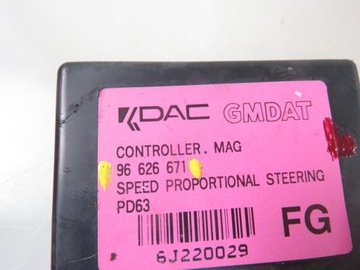 KDAC GMDAT
CONTROLLER. MAG
96 626 671
SPEED PROPORTIONAL STEERING
PD63
FG
6J220029